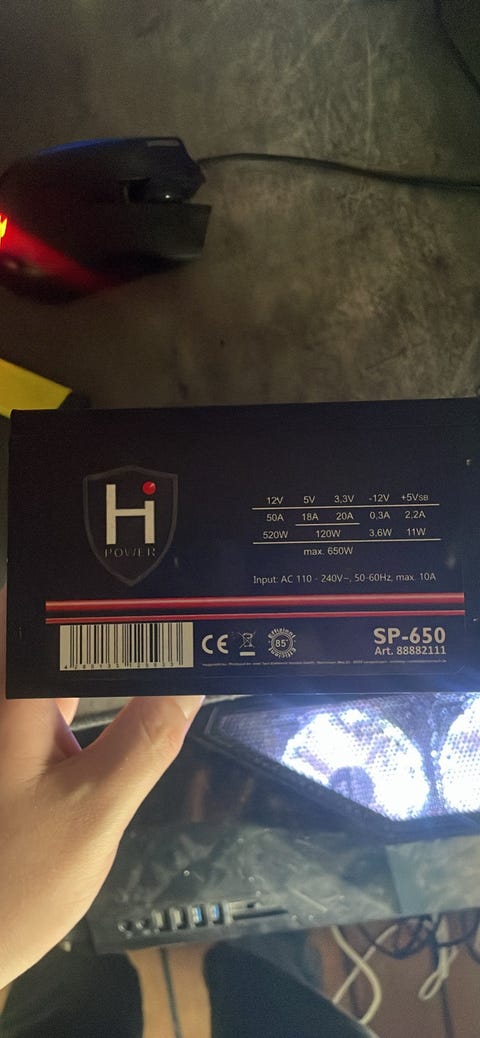 Hi
POWER
12V 5V 3,3V -12V +5VSB
50A 18A 20A 0,3A 2,2A
520W 120W 3,6W 11W
max. 650W
Input: AC 110 - 240V~, 50-60Hz, max. 10A
CE
85
SP-650
Art. 88882111